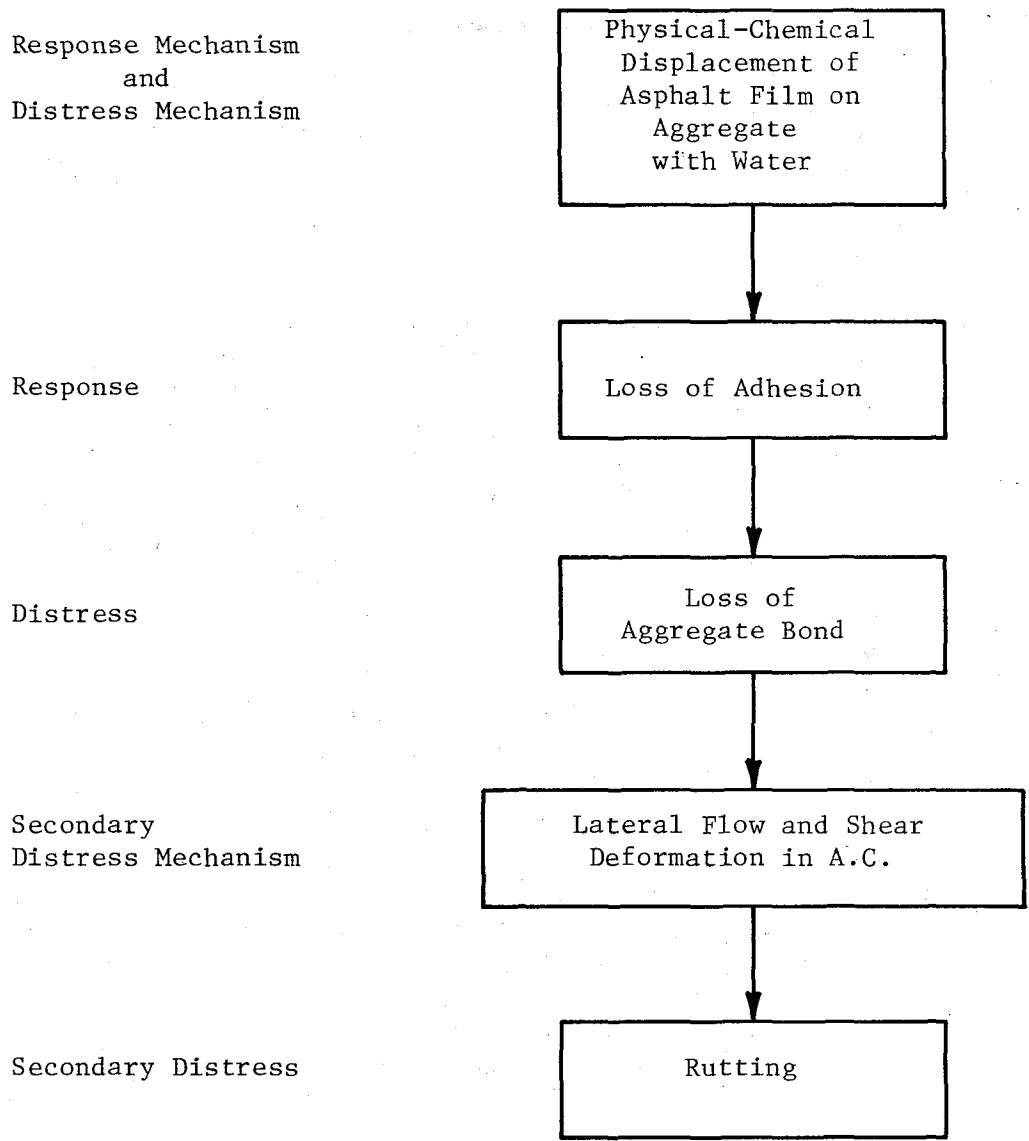 Response Mechanism
and
Distress Mechanism
Physical-Chemical
Displacement of
Asphalt Film on
Aggregate
with Water
Response
Loss of Adhesion
Distress
Loss of
Aggregate Bond
Secondary
Distress Mechanism
Lateral Flow and Shear
Deformation in A.C.
Secondary Distress
Rutting